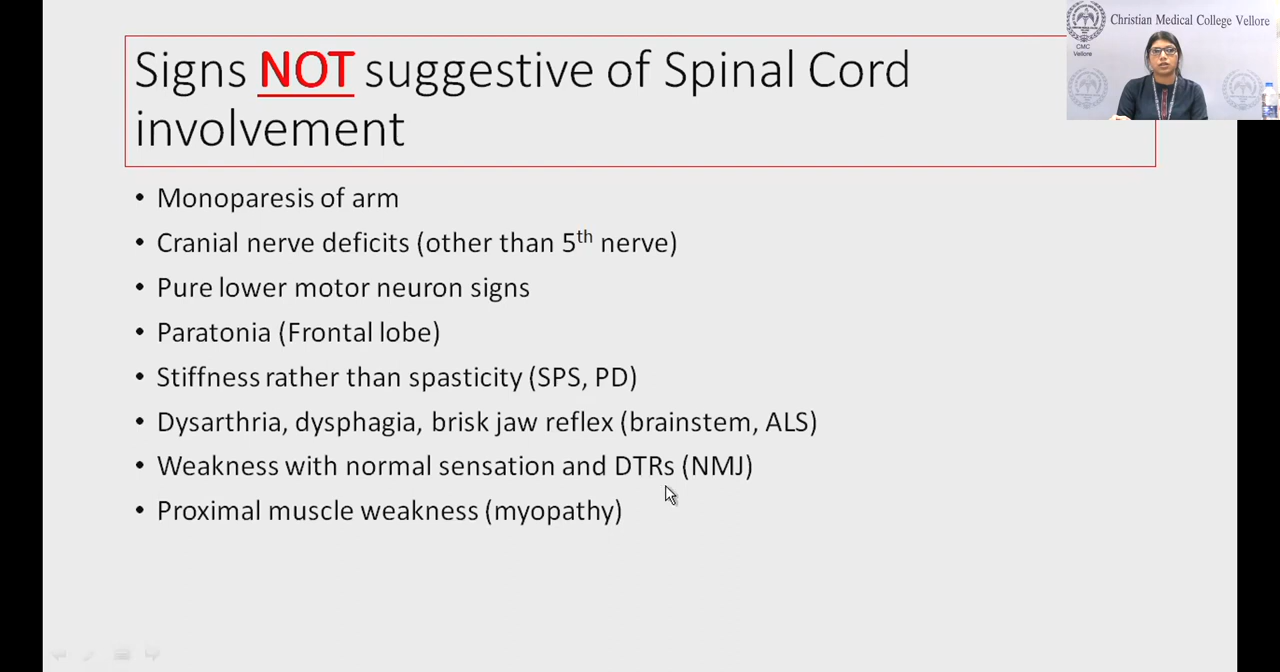 Signs NOT suggestive of Spinal Cord
involvement
• Monoparesis of arm
• Cranial nerve deficits (other than 5th nerve)
• Pure lower motor neuron signs
• Paratonia (Frontal lobe)
• Stiffness rather than spasticity (SPS, PD)
• Dysarthria, dysphagia, brisk jaw reflex (brainstem, ALS)
• Weakness with normal sensation and DTRs (NMJ)
• Proximal muscle weakness (myopathy)
Christian Medical College Vellore
CMC
Vellore